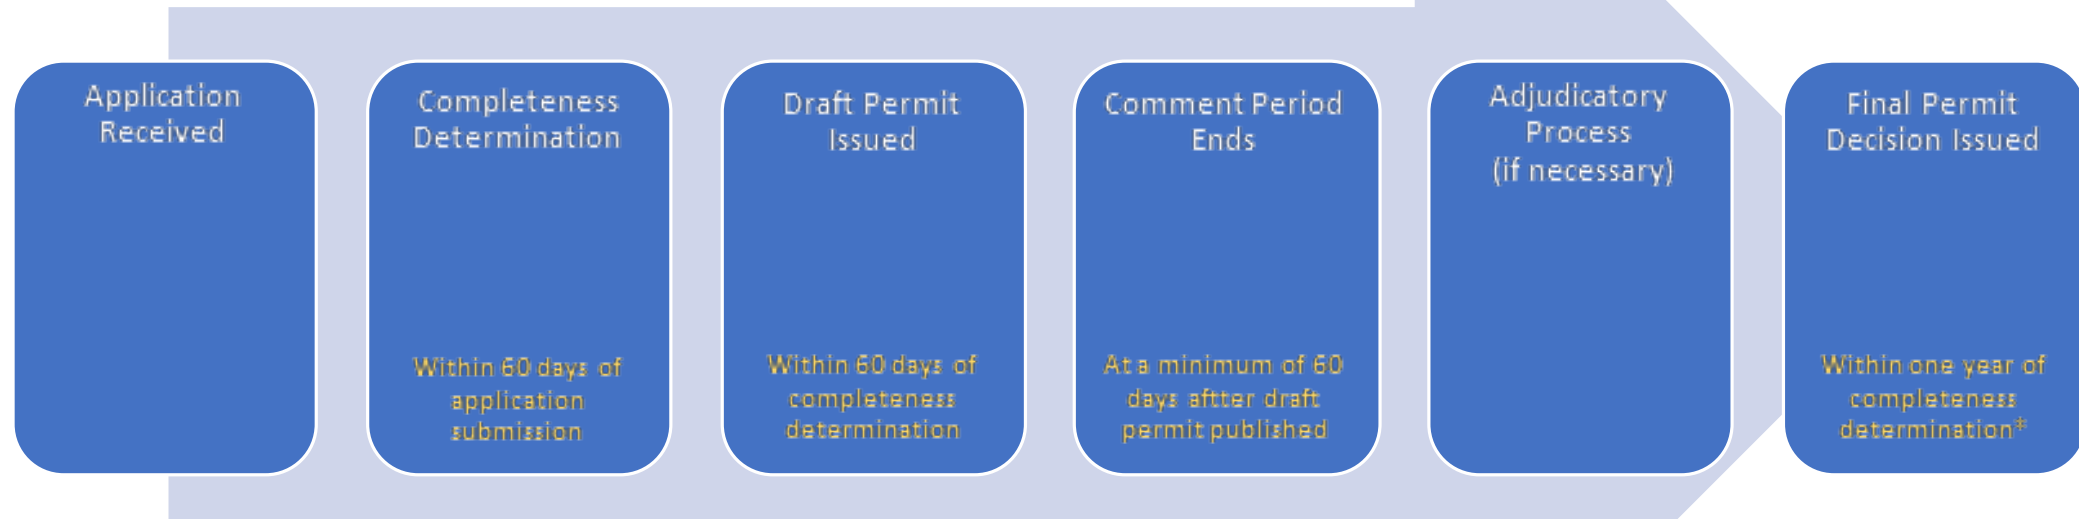 Application
Received
Completeness
Determination
Within 60 days of
application
submission
Draft Permit
Issued
Within 60 days of
completeness
determination
Comment Period
Ends
At a minimum of 60
days aftter draft
permit published
Adjudicatory
Process
(if necessary)
Final Permit
Decision Issued
Within one year of
completeness
determination*